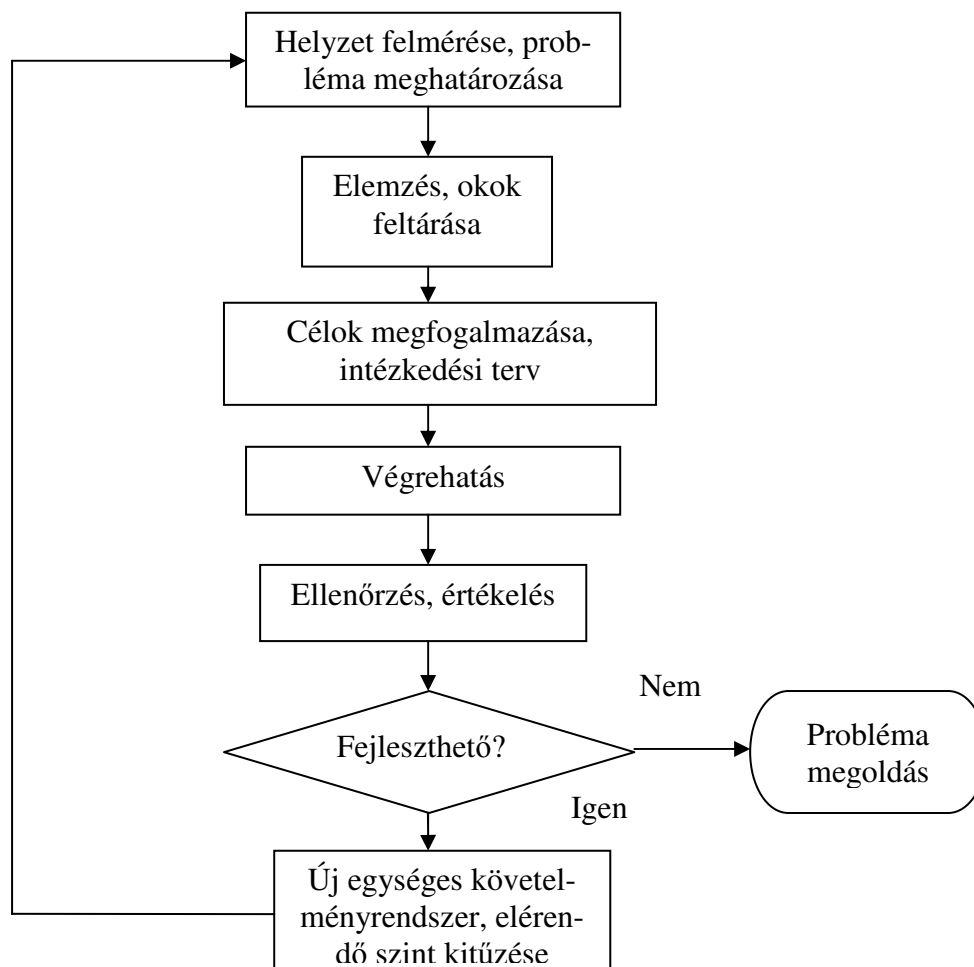 Helyzet felmérése, prob-
léma meghatározása
Elemzés, okok
feltárása
Célok megfogalmazása,
intézkedési terv
Végrehatás
Ellenőrzés, értékelés
Fejleszthető?
Nem
Probléma
megoldás
Igen
Új egységes követel-
ményrendszer, eléren-
dő szint kitűzése